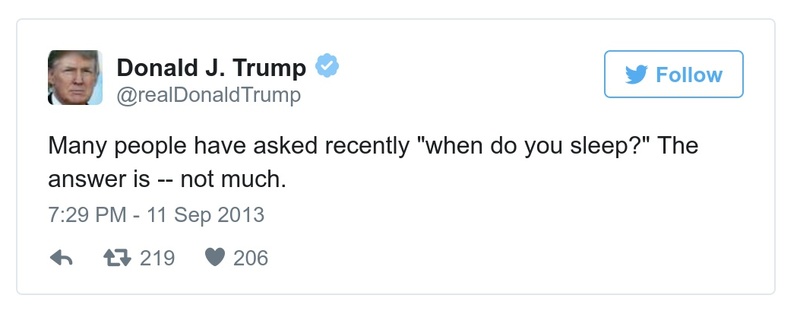 Donald J. Trump
@realDonaldTrump
Follow
Many people have asked recently "when do you sleep?" The
answer is -- not much.
7:29 PM - 11 Sep 2013
219 206